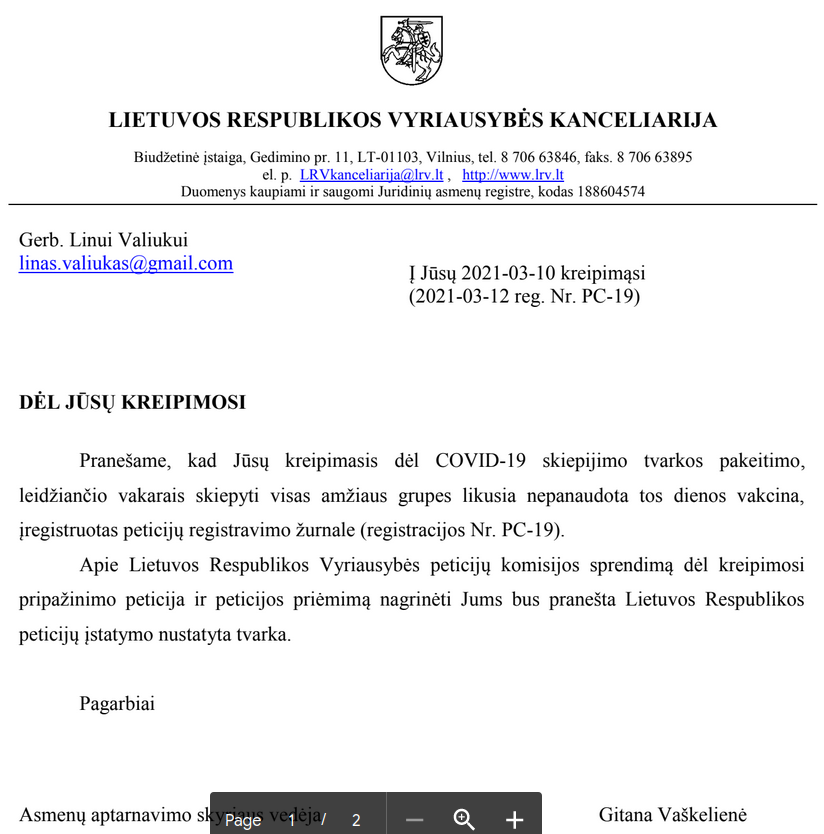 LIETUVOS RESPUBLIKOS VYRIAUSYBĖS KANCELIARIJA
Biudžetinė įstaiga, Gedimino pr. 11, LT-01103, Vilnius, tel. 8 706 63846, faks. 8 706 63895
el. p. LRVkanceliarija@lrv.lt , http://www.lrv.lt
Duomenys kaupiami ir saugomi Juridinių asmenų registre, kodas 188604574
Gerb. Linui Valiukui
linas.valiukas@gmail.com
Į Jūsų 2021-03-10 kreipimąsi
(2021-03-12 reg. Nr. PC-19)
DĖL JŪSŲ KREIPIMOSI
Pranešame, kad Jūsų kreipimasis dėl COVID-19 skiepijimo tvarkos pakeitimo,
leidžiančio vakarais skiepyti visas amžiaus grupes likusia nepanaudota tos dienos vakcina,
įregistruotas peticijų registravimo žurnale (registracijos Nr. PC-19).
Apie Lietuvos Respublikos Vyriausybės peticijų komisijos sprendimą dėl kreipimosi
pripažinimo peticija ir peticijos priėmimą nagrinėti Jums bus pranešta Lietuvos Respublikos
peticijų įstatymo nustatyta tvarka.
Pagarbiai
Asmenų aptarnavimo skyriaus vedėja
Gitana Vaškelienė
Page 1 / 2